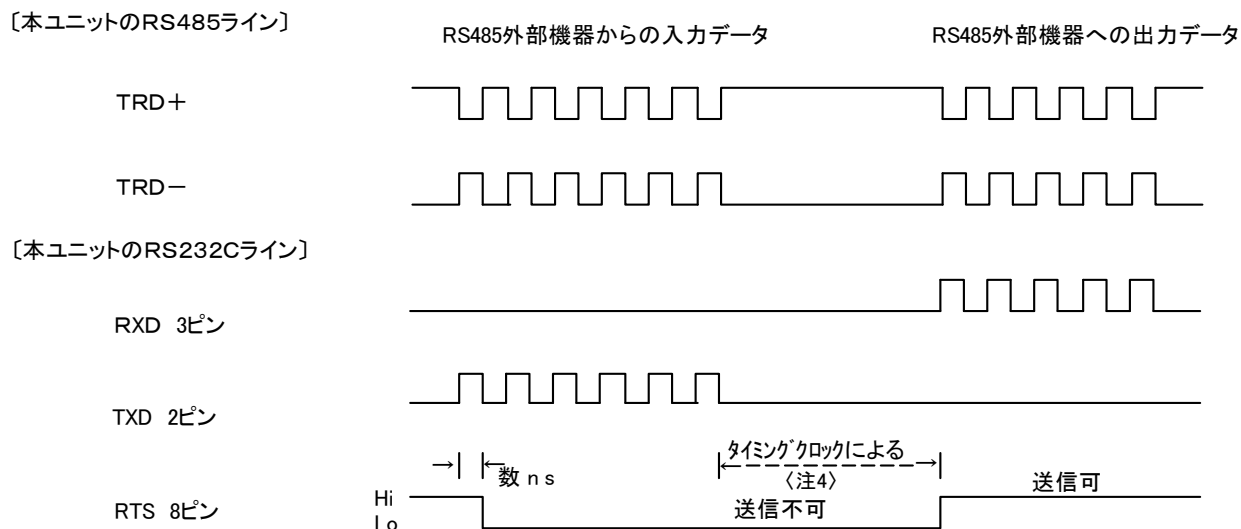 〔本ユニットのRS485ライン〕
RS485外部機器からの入力データ
RS485外部機器への出力データ
TRD+
TRD-
〔本ユニットのRS232Cライン〕
RXD 3ピン
TXD 2ピン
数ns
タイミングクロックによる
〈注4〉
送信可
RTS 8ピン
Hi
送信不可
Lo